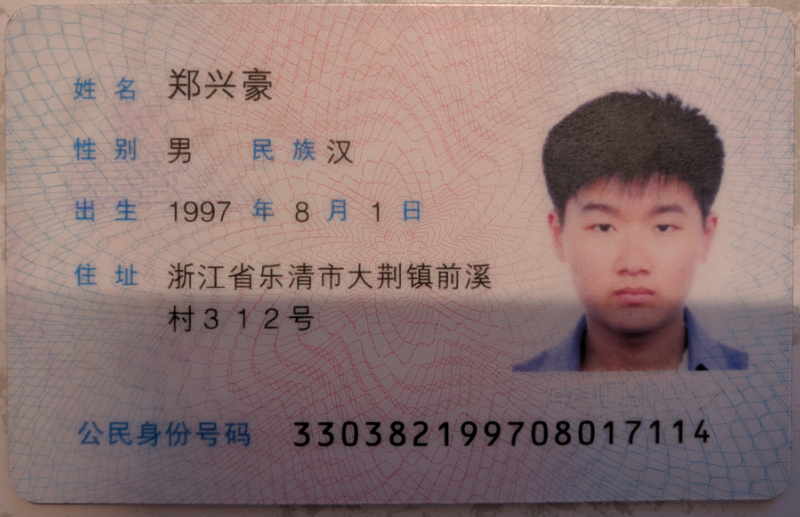 姓名 郑兴豪
性别 男 民族 汉
出生 1997 年 8 月 1 日
住址 浙江省乐清市大荆镇前溪
村312号
公民身份号码 330382199708017114